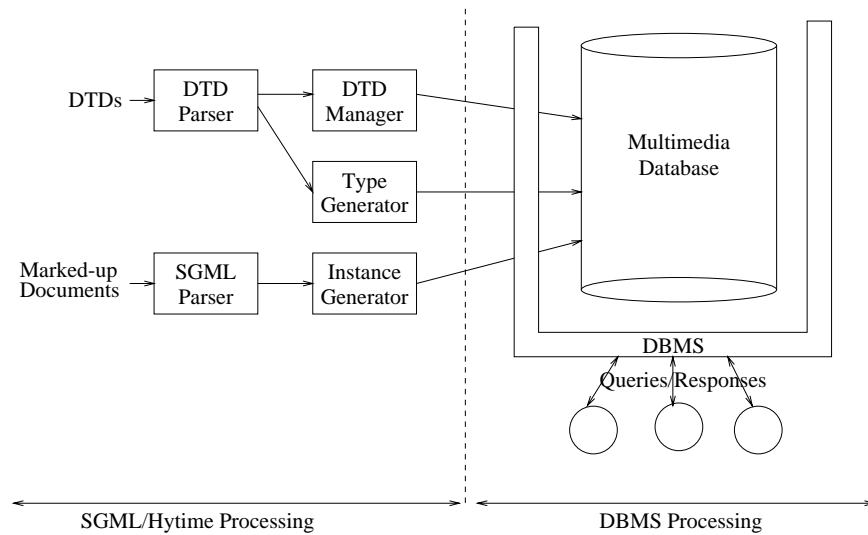 DTDs
DTD
Parser
DTD
Manager
Type
Generator
Marked-up
Documents
SGML
Parser
Instance
Generator
Multimedia
Database
DBMS
Queries/Responses
SGML/Hytime Processing
DBMS Processing